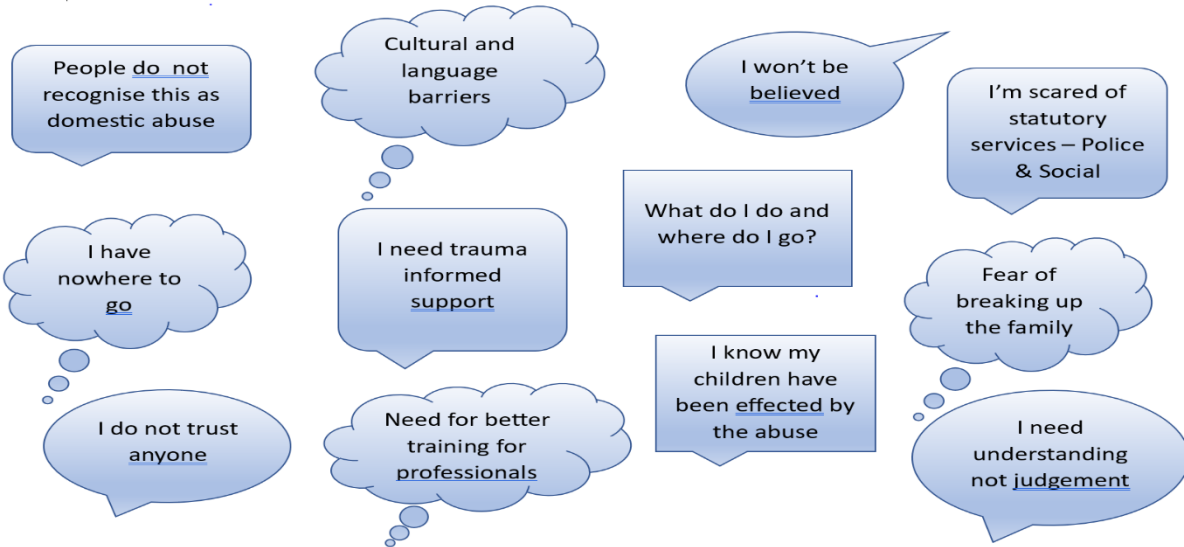 People do not
recognise this as
domestic abuse
Cultural and
language
barriers
I won't be
believed
I'm scared of
statutory
services – Police
& Social
I have
nowhere to
go
I need trauma
informed
support
What do I do and
where do I go?
Fear of
breaking up
the family
I do not trust
anyone
Need for better
training for
professionals
I know my
children have
been effected by
the abuse
I need
understanding
not judgement